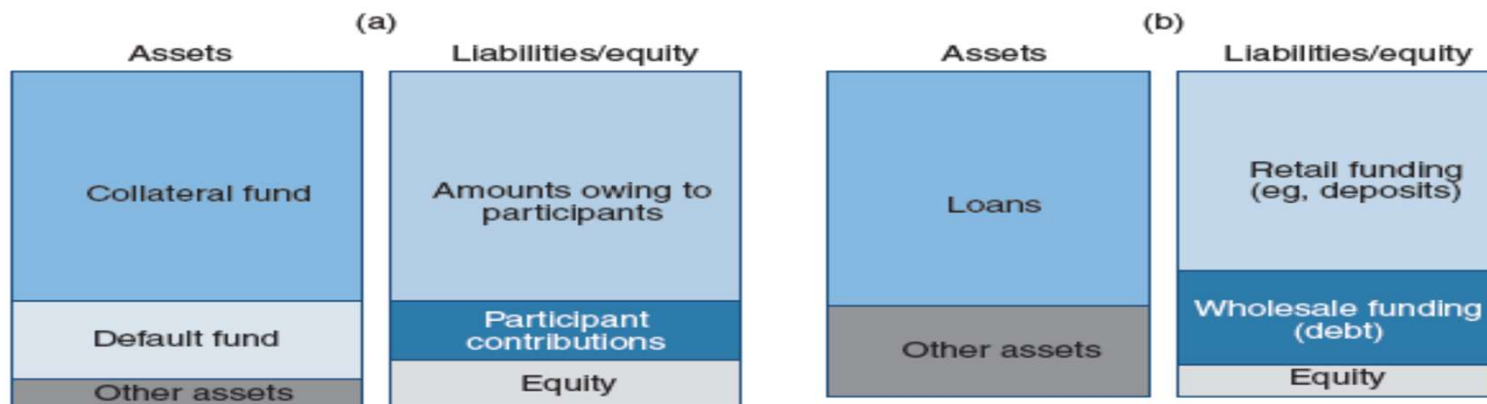 (a)
Assets
Liabilities/equity
Collateral fund
Default fund
Other assets
Amounts owing to
participants
Participant
contributions
Equity
(b)
Assets
Liabilities/equity
Loans
Other assets
Retail funding
(eg, deposits)
Wholesale funding
(debt)
Equity